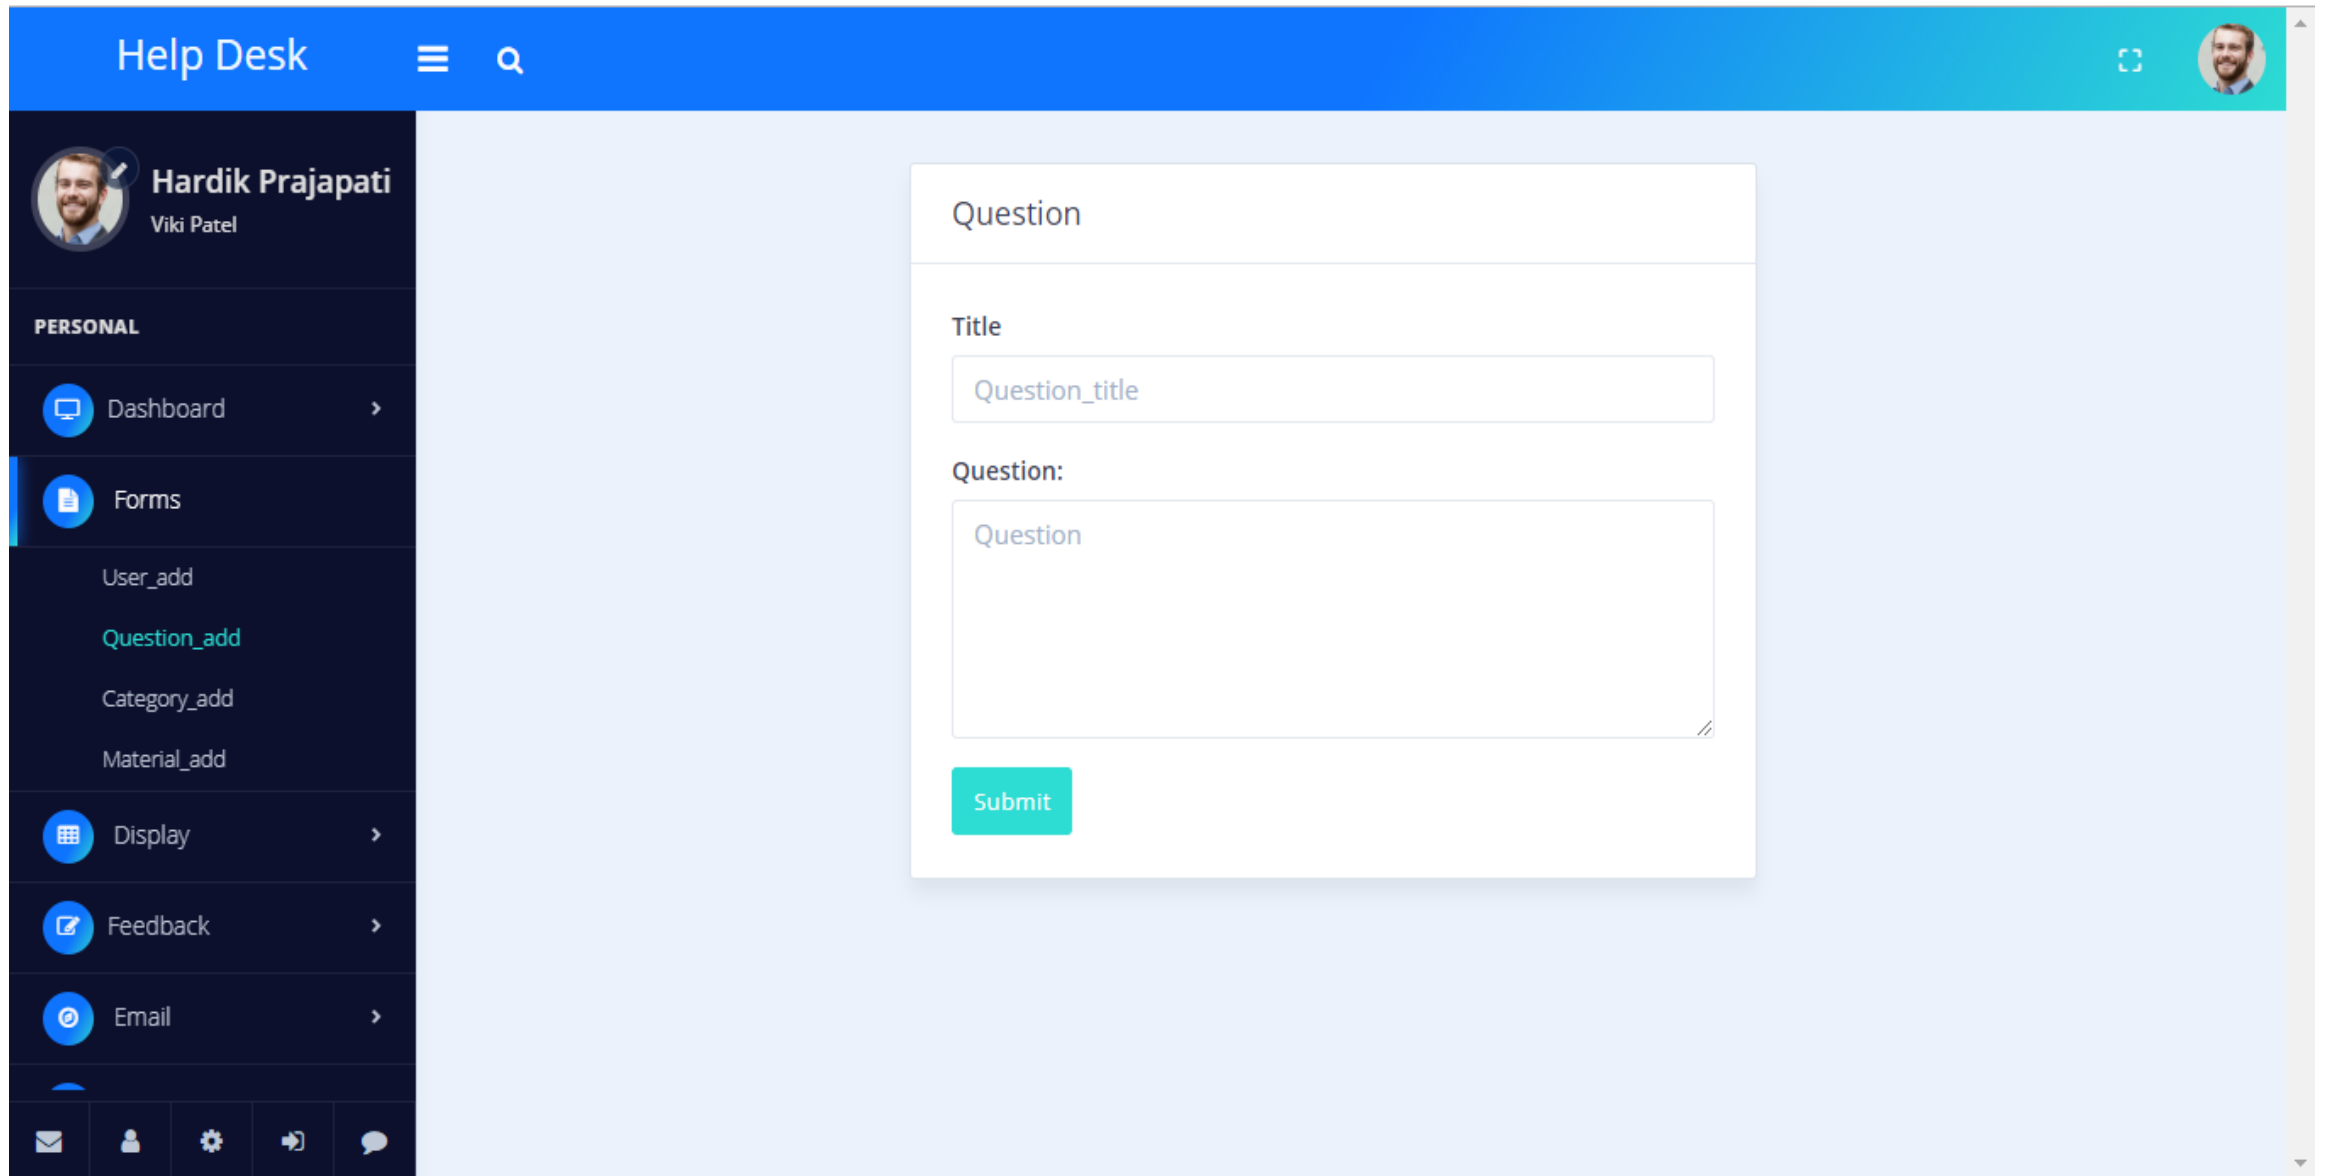 Help Desk
Hardik Prajapati
Viki Patel
PERSONAL
Dashboard
Forms
User_add
Question_add
Category_add
Material_add
Display
Feedback
Email
Question
Title
Question_title
Question:
Question
Submit